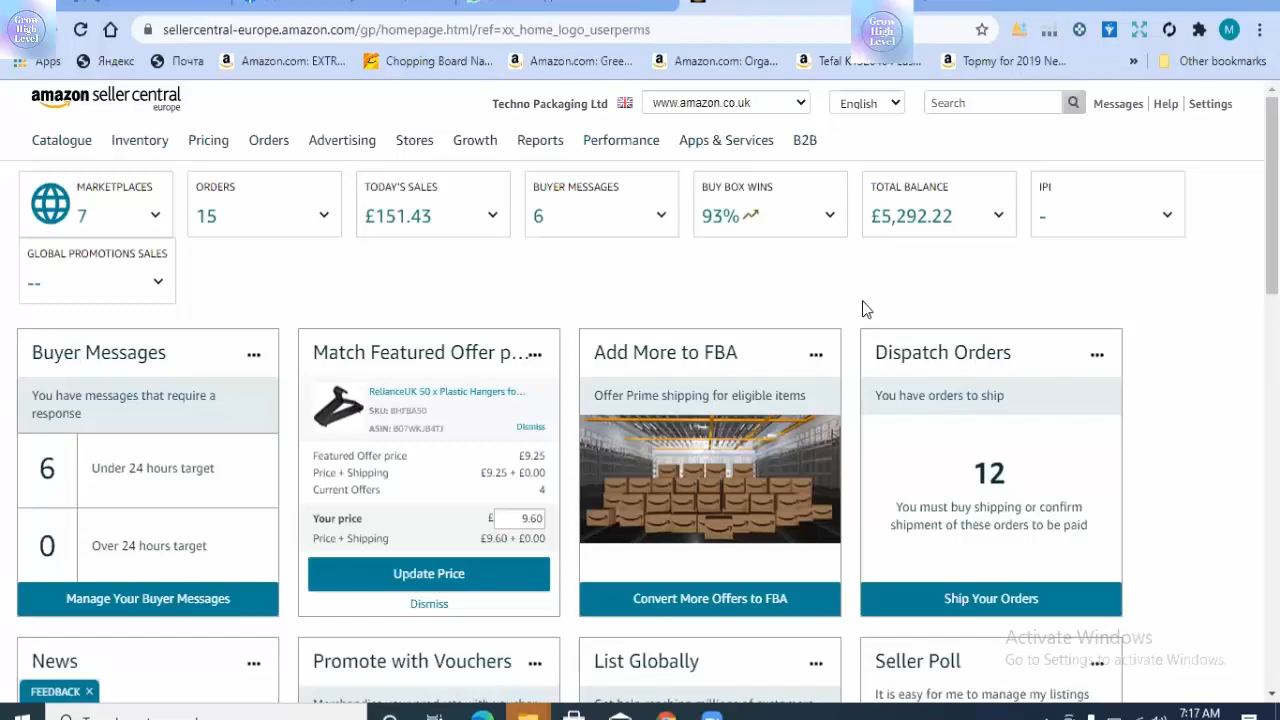 Grow High Level
Grow High Level
sellercentral-europe.amazon.com/gp/homepage.html/ref=xx_home_logo_userperms
M
Apps
Яндекс
Почта
Amazon.com: EXTR...
Chopping Board Na...
Amazon.com: Gree...
Amazon.com: Orga...
Topmy for 2019 Ne...
»
Other bookmarks
amazon seller central
europe
Techno Packaging Ltd
www.amazon.co.uk
English
Search
Messages | Help | Settings
Catalogue Inventory Pricing Orders Advertising Stores Growth Reports Performance Apps & Services B2B
MARKETPLACES
7
ORDERS
15
TODAY'S SALES
£151.43
BUYER MESSAGES
6
BUY BOX WINS
93%
TOTAL BALANCE
£5,292.22
IPI
-
GLOBAL PROMOTIONS SALES
--
Buyer Messages
You have messages that require a
response
6 Under 24 hours target
0 Over 24 hours target
Manage Your Buyer Messages
Match Featured Offer p...
RelianceUK 50 x Plastic Hangers fo...
SKU: BHFBA50
ASIN: B07WKJB4TJ
Dismiss
Featured Offer price £9.25
Price + Shipping £9.25 + £0.00
Current Offers 4
Your price £ 9.60
Price + Shipping £9.60 + £0.00
Update Price
Dismiss
Add More to FBA
Offer Prime shipping for eligible items
Convert More Offers to FBA
Dispatch Orders
You have orders to ship
12
You must buy shipping or confirm
shipment of these orders to be paid
Ship Your Orders
Activate Windows
Go to Settings to activate Windows.
News
FEEDBACK ×
Promote with Vouchers
List Globally
Seller Poll
It is easy for me to manage my listings
7:17 AM